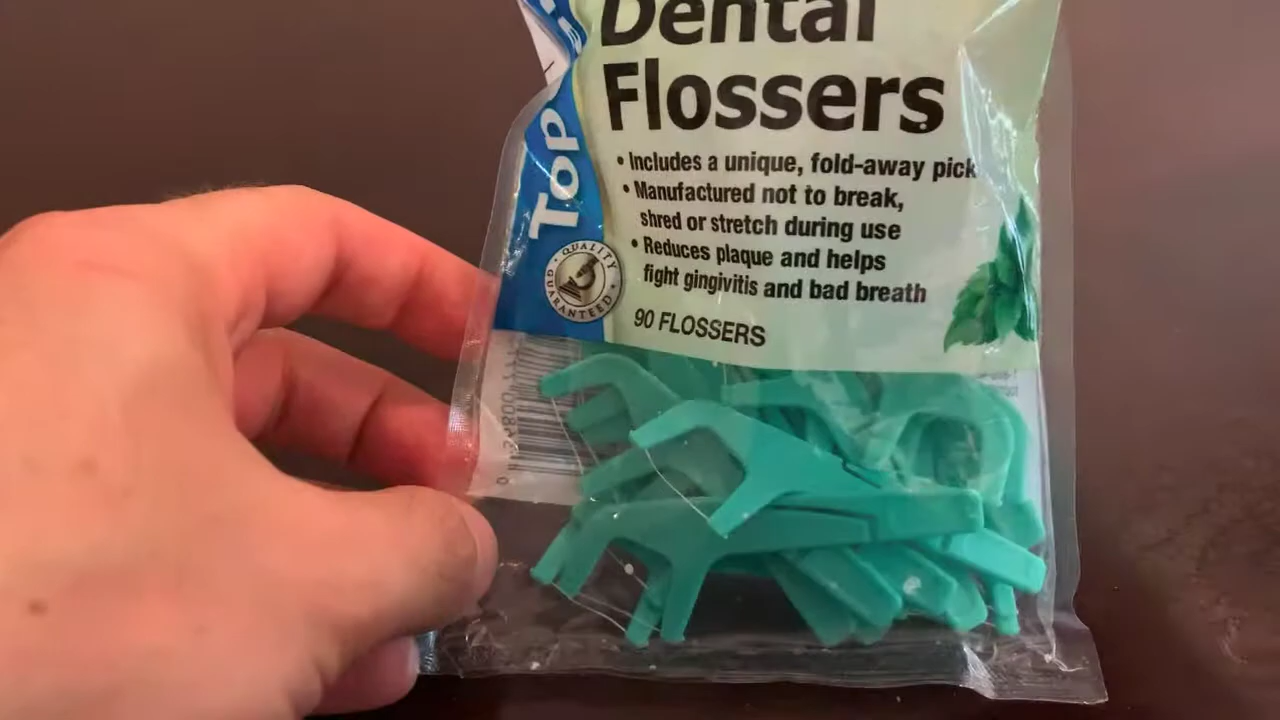 Dental
Flossers
• Includes a unique, fold-away pick
• Manufactured not to break,
shred or stretch during use
• Reduces plaque and helps
fight gingivitis and bad breath
90 FLOSSERS
Top
QUALITY
GUARANTEED